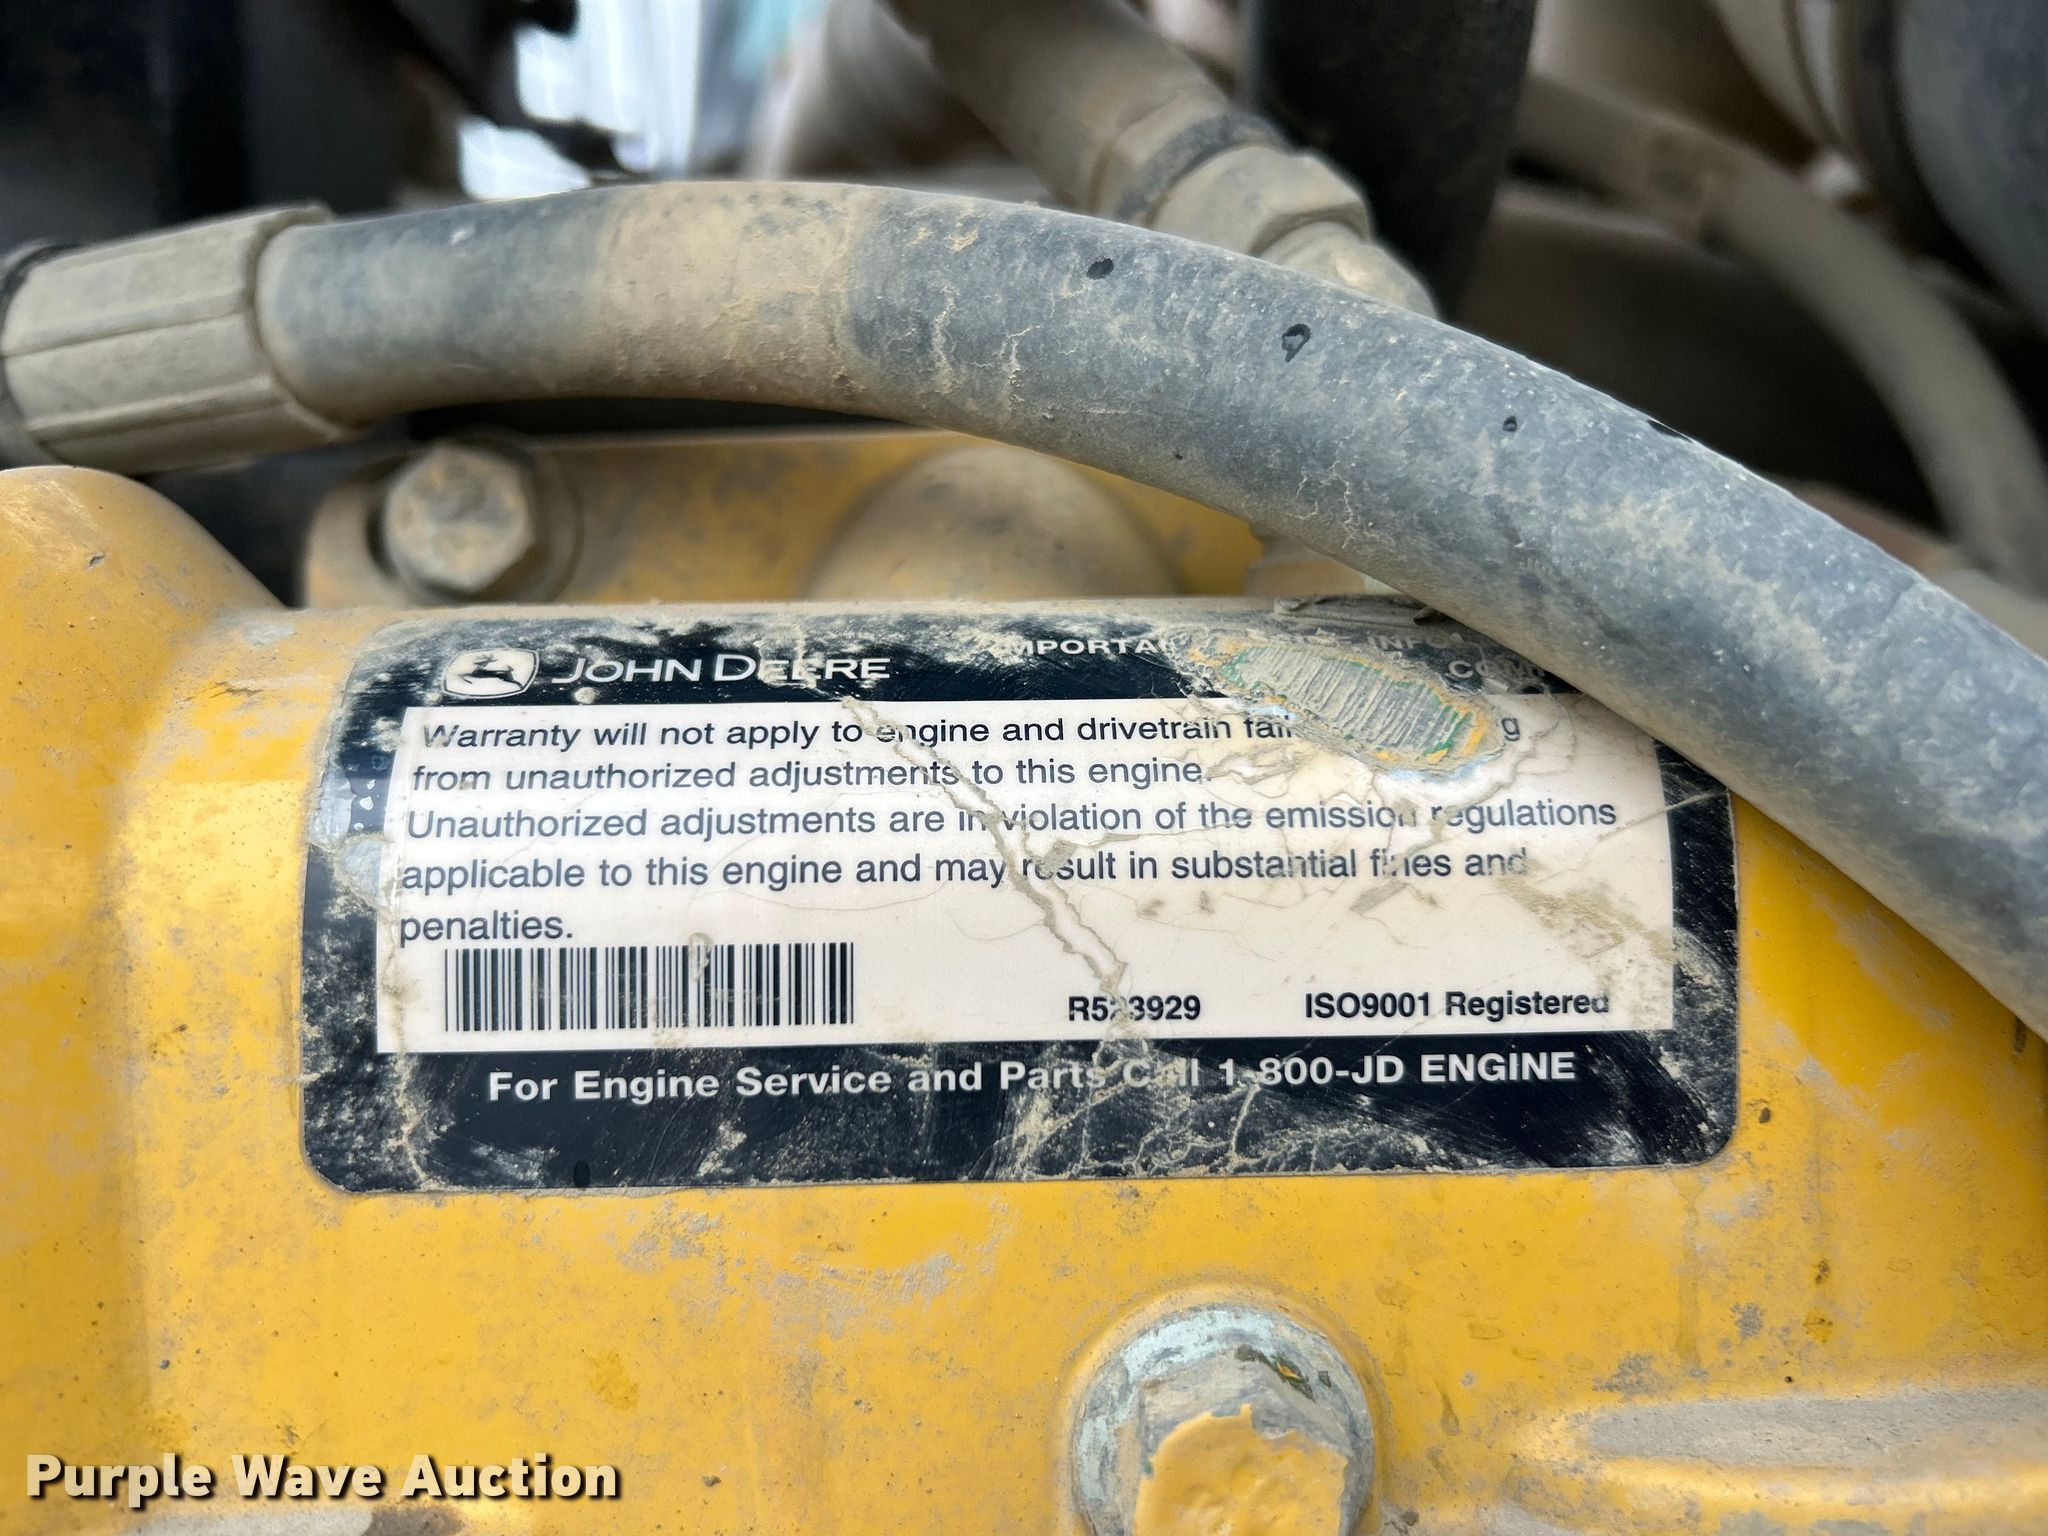 JOHN DEERE
Warranty will not apply to engine and drivetrain
from unauthorized adjustments to this engine.
Unauthorized adjustments are in violation of the emission regulations
applicable to this engine and may result in substantial fines and
penalties.
R523929 ISO9001 Registered
For Engine Service and Parts Call 1-800-JD ENGINE
Purple Wave Auction